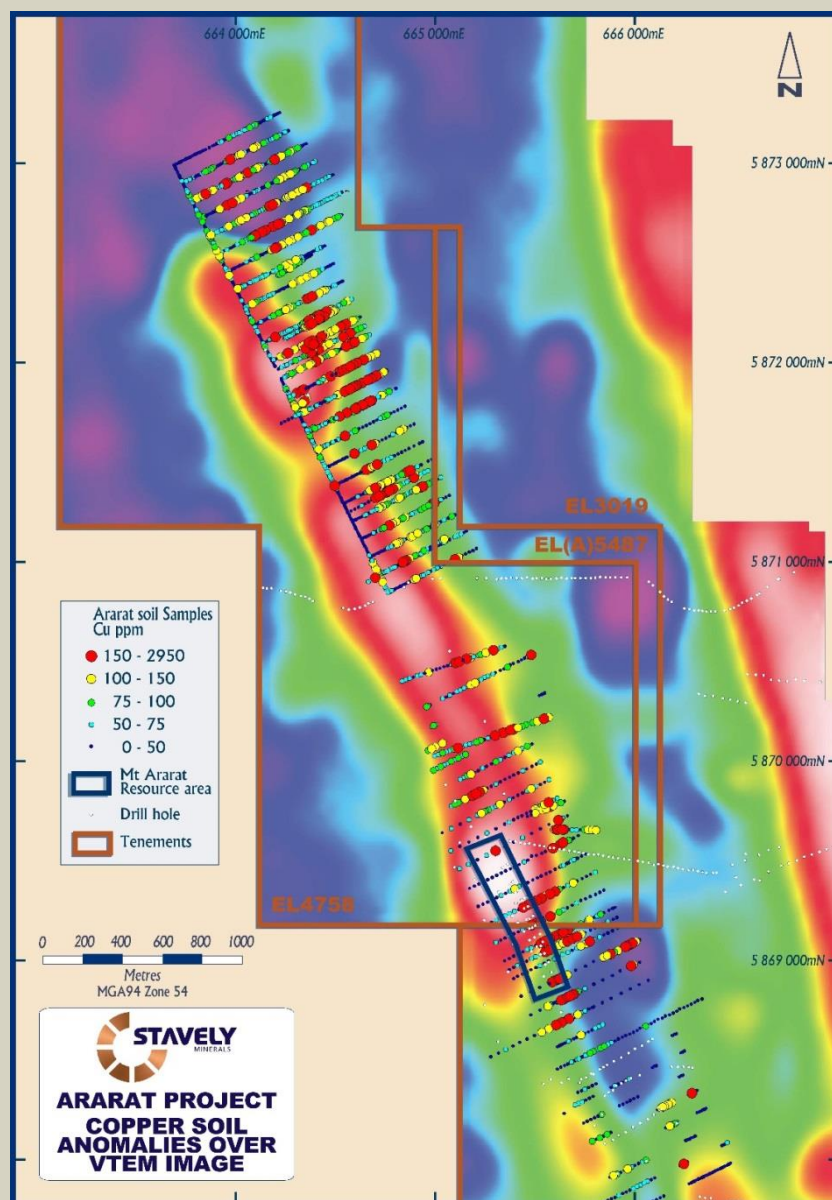 664 000mE
665 000mE
666 000mE
N
5 873 000mN
5 872 000mN
EL3019
EL(A)5487
5 871 000mN
Ararat soil Samples
Cu ppm
150 - 2950
100 - 150
75 - 100
50 - 75
0 - 50
Mt Ararat
Resource area
Drill hole
Tenements
5 870 000mN
EL4758
0 200 400 600 800 1000
Metres
MGA94 Zone 54
5 869 000mN
STAVELY
MINERALS
ARARAT PROJECT
COPPER SOIL
ANOMALIES OVER
VTEM IMAGE